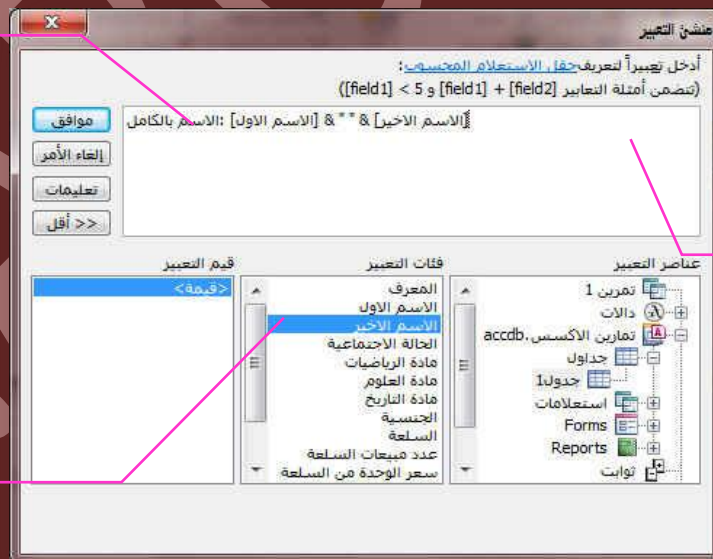 منشئ التعبير
أدخل تعبيراً لتعريف حقل الاستعلام المحسوب:
(تتضمن أمثلة التعابير [field1] + [field2] و [field1] < 5)
الاسم بالكامل: [الاسم الاول] & " " & [الاسم الاخير]
موافق
إلغاء الأمر
تعليمات
<< أقل
عناصر التعبير
تمرين 1
دالات
تمارين الاكسس.accdb
جداول
جدول1
استعلامات
Forms
Reports
ثوابت
فئات التعبير
المعرف
الاسم الاول
الاسم الاخير
الحالة الاجتماعية
مادة الرياضيات
مادة العلوم
مادة التاريخ
الجنسية
السلعة
عدد مبيعات السلعة
سعر الوحدة من السلعة
قيم التعبير
<قيمة>